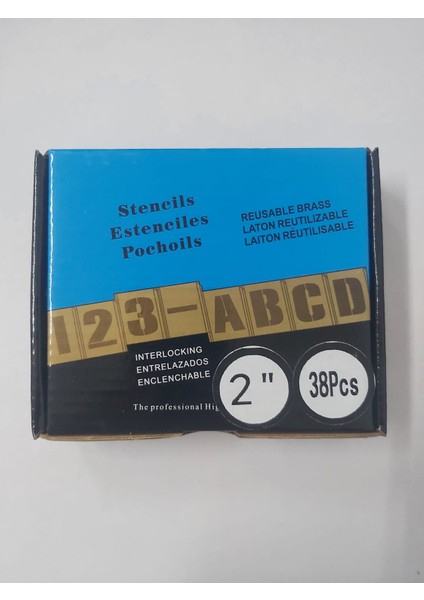 Stencils
Estenciles
Pochoils
REUSABLE BRASS
LATON REUTILIZABLE
LAITON REUTILISABLE
123-ABCD
INTERLOCKING
ENTRELAZADOS
ENCLENCHABLE
The professional
2"
38Pcs